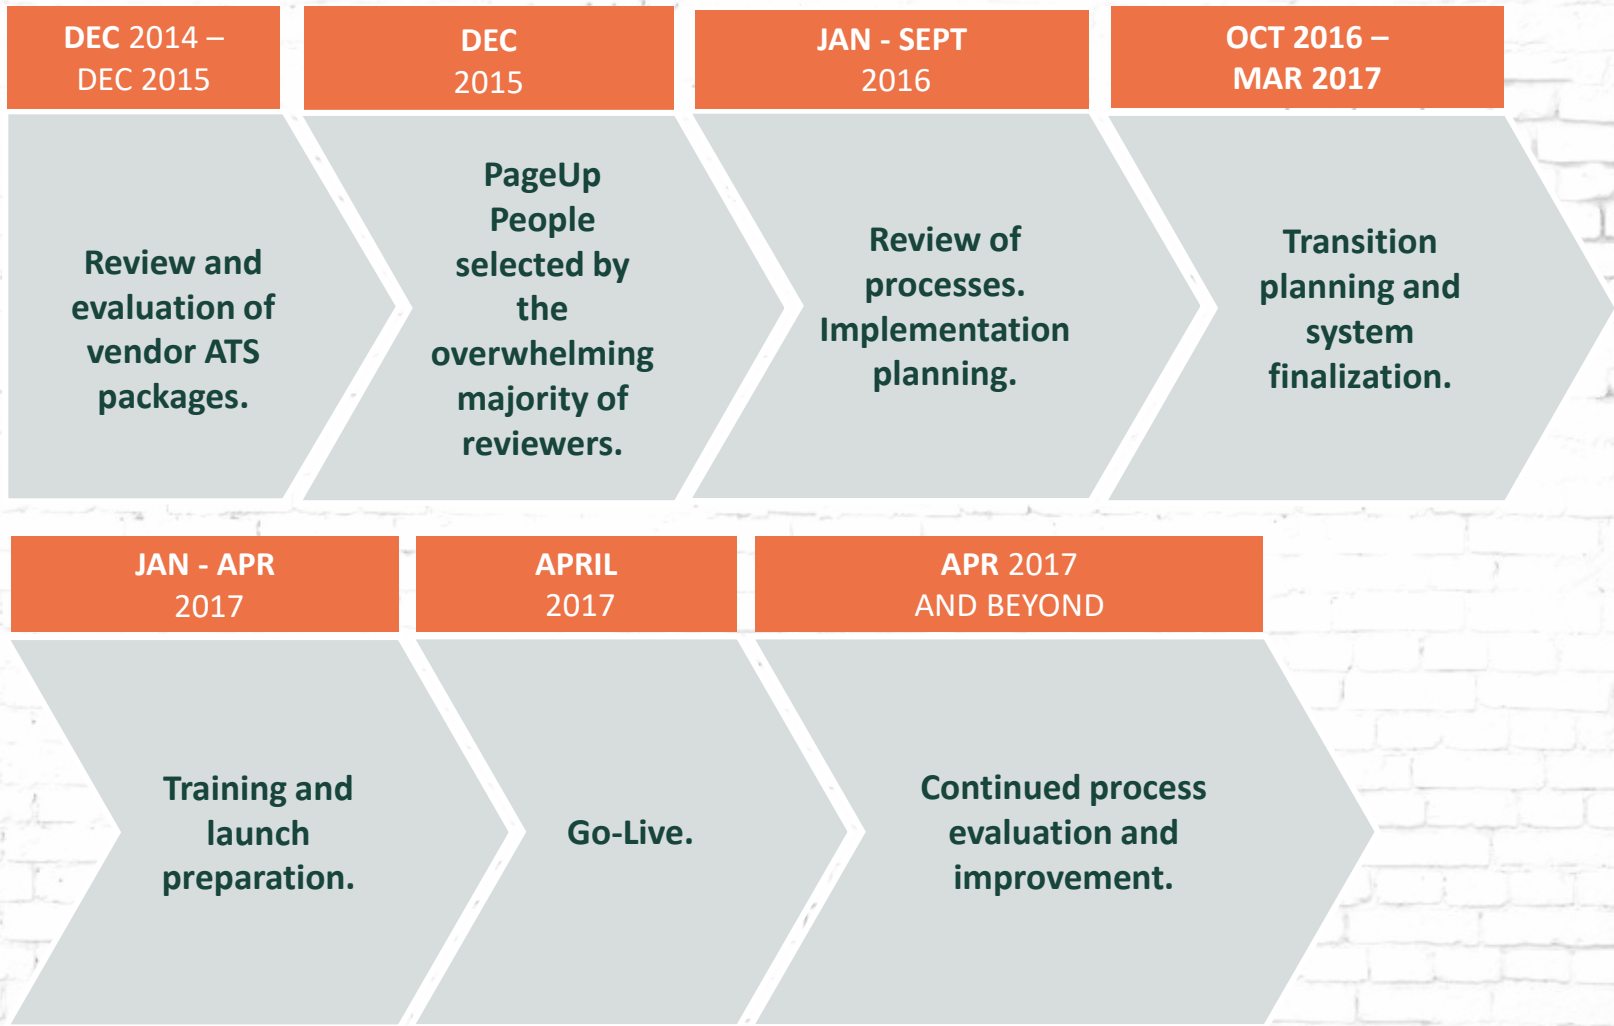 DEC 2014 –
DEC 2015
DEC
2015
JAN - SEPT
2016
OCT 2016 –
MAR 2017
Review and
evaluation of
vendor ATS
packages.
PageUp
People
selected by
the
overwhelming
majority of
reviewers.
Review of
processes.
Implementation
planning.
Transition
planning and
system
finalization.
JAN - APR
2017
APRIL
2017
APR 2017
AND BEYOND
Training and
launch
preparation.
Go-Live.
Continued process
evaluation and
improvement.